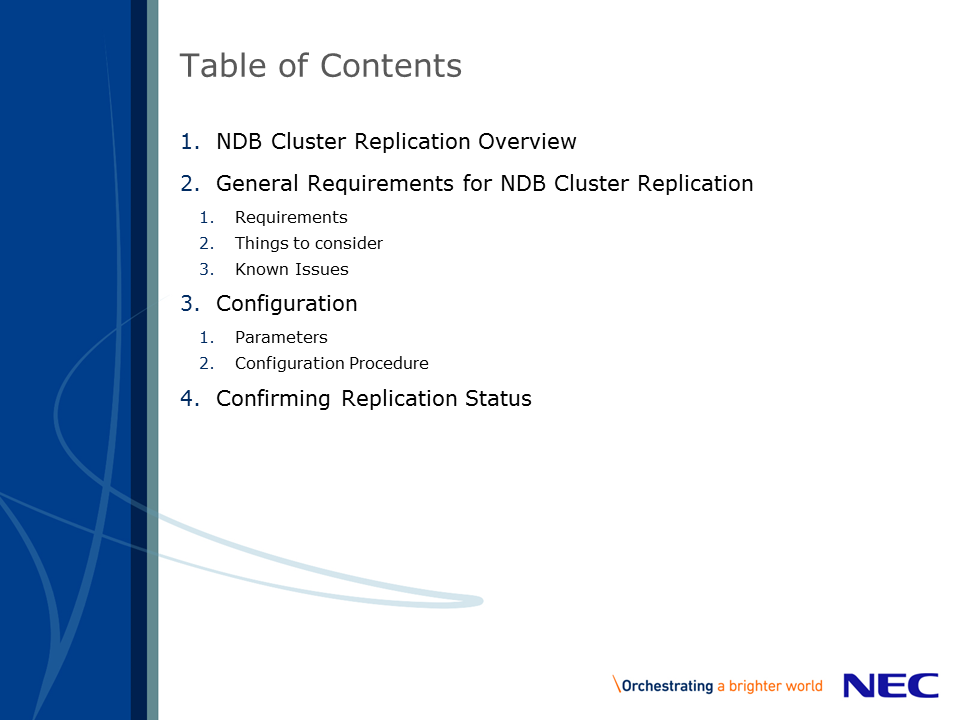 Table of Contents
1. NDB Cluster Replication Overview
2. General Requirements for NDB Cluster Replication
1. Requirements
2. Things to consider
3. Known Issues
3. Configuration
1. Parameters
2. Configuration Procedure
4. Confirming Replication Status
\Orchestrating a brighter world NEC